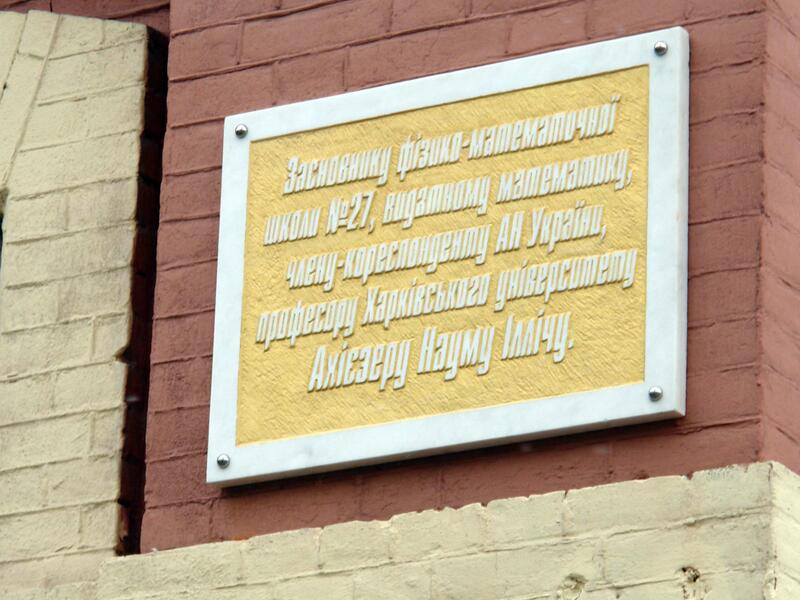 Засновнику фізико-математичної
школи №27, видатному математику,
члену-кореспонденту АН України,
професору Харківського університету
Ахієзеру Науму Іллічу.